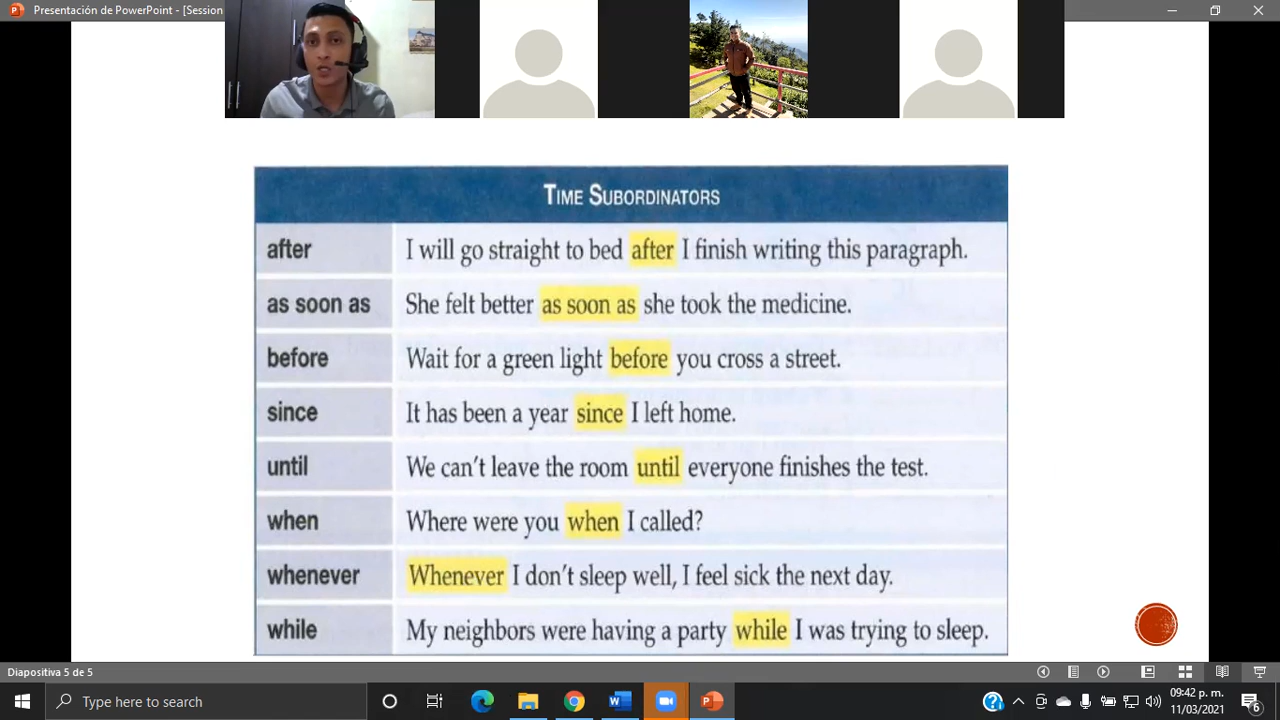 Presentación de PowerPoint - [Session
TIME SUBORDINATORS
after I will go straight to bed after I finish writing this paragraph.
as soon as She felt better as soon as she took the medicine.
before Wait for a green light before you cross a street.
since It has been a year since I left home.
until We can't leave the room until everyone finishes the test.
when Where were you when I called?
whenever Whenever I don't sleep well, I feel sick the next day.
while My neighbors were having a party while I was trying to sleep.
Diapositiva 5 de 5
Type here to search
09:42 p. m.
11/03/2021
6